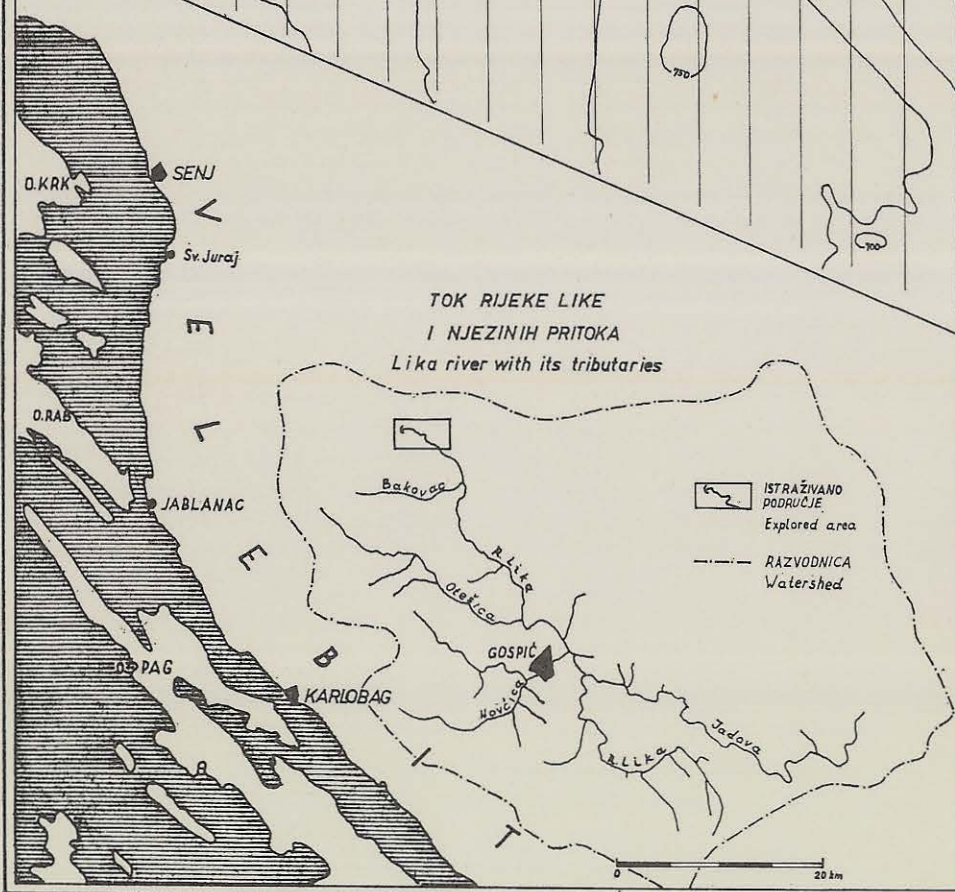 750
700
O.KRK
SENJ
Sv. Juraj
VELEBIT
TOK RIJEKE LIKE
I NJEZINIH PRITOKA
Lika river with its tributaries
O.RAB
JABLANAC
Bakovac
R. Lika
Otešica
GOSPIĆ
Novčica
Jadova
R. Lika
ISTRAŽIVANO
PODRUČJE
Explored area
RAZVODNICA
Watershed
PAG
KARLOBAG
0 20 km